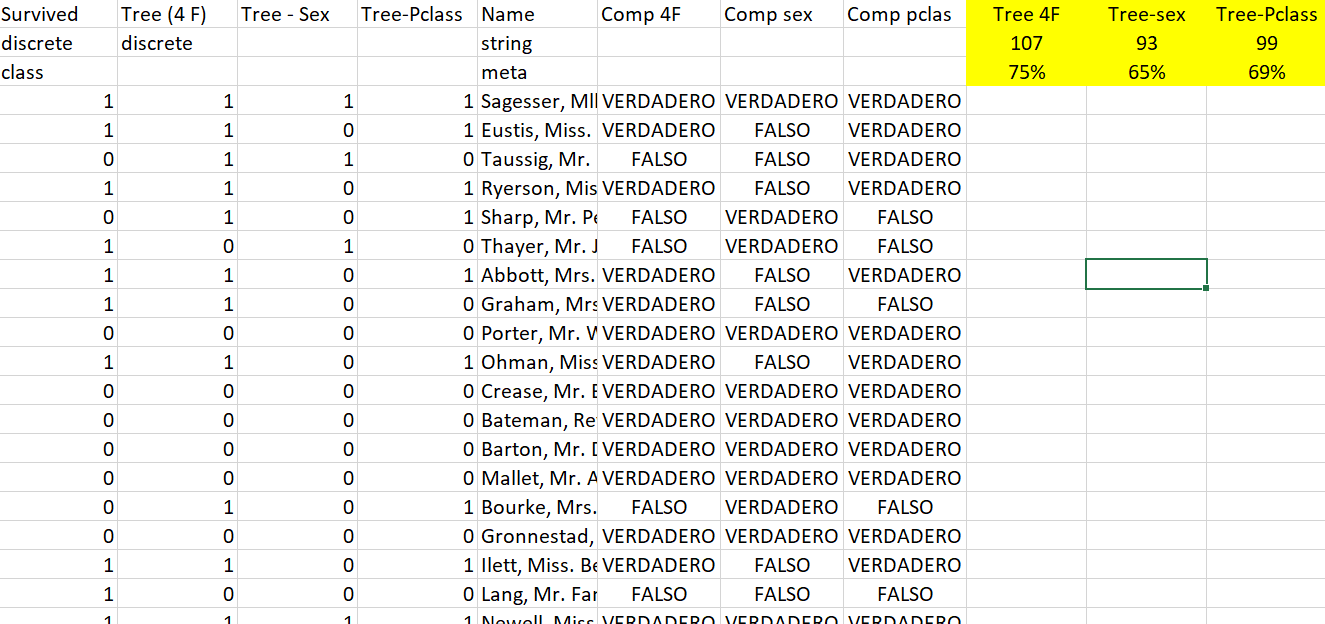 Survived Tree (4 F) Tree - Sex Tree-Pclass Name Comp 4F Comp sex Comp pclas Tree 4F Tree-sex Tree-Pclass
discrete discrete string 107 93 99
class meta 75% 65% 69%
1 1 1 1 Sagesser, Mll VERDADERO VERDADERO VERDADERO
1 1 0 1 Eustis, Miss. VERDADERO FALSO VERDADERO
0 1 1 0 Taussig, Mr. FALSO FALSO VERDADERO
1 1 0 1 Ryerson, Mis VERDADERO FALSO VERDADERO
0 1 0 1 Sharp, Mr. Pe FALSO VERDADERO FALSO
1 0 1 0 Thayer, Mr. J FALSO VERDADERO FALSO
1 1 0 1 Abbott, Mrs. VERDADERO FALSO VERDADERO
1 1 0 0 Graham, Mrs VERDADERO FALSO FALSO
0 0 0 0 Porter, Mr. W VERDADERO VERDADERO VERDADERO
1 1 0 1 Ohman, Miss VERDADERO FALSO VERDADERO
0 0 0 0 Crease, Mr. E VERDADERO VERDADERO VERDADERO
0 0 0 0 Bateman, Re VERDADERO VERDADERO VERDADERO
0 0 0 0 Barton, Mr. D VERDADERO VERDADERO VERDADERO
0 0 0 0 Mallet, Mr. A VERDADERO VERDADERO VERDADERO
0 1 0 1 Bourke, Mrs. FALSO VERDADERO FALSO
0 0 0 0 Gronnestad, VERDADERO VERDADERO VERDADERO
1 1 0 1 Ilett, Miss. Be VERDADERO FALSO VERDADERO
1 0 0 0 Lang, Mr. Fan FALSO FALSO FALSO
1 1 1 1 Newell, Miss VERDADERO VERDADERO VERDADERO